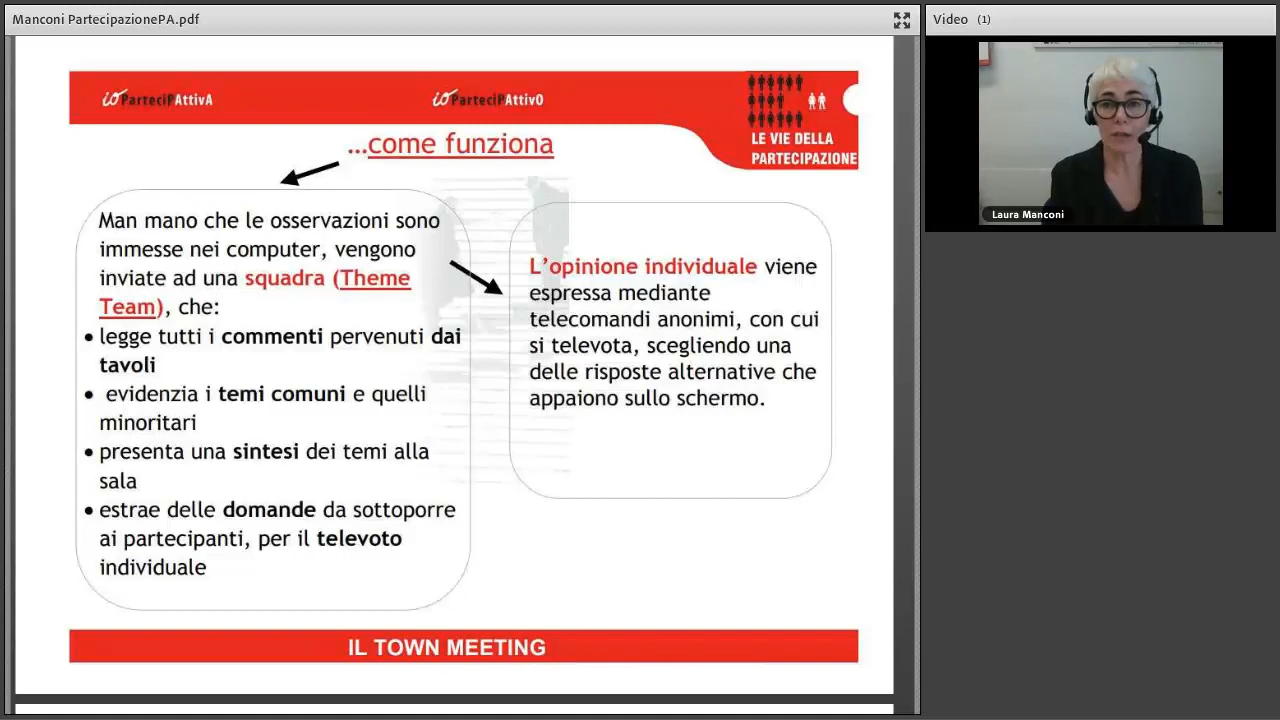 Manconi PartecipazionePA.pdf
Video (1)
ioParteciPAttivA
ioParteciPAttivO
LE VIE DELLA
PARTECIPAZIONE
...come funziona
Man mano che le osservazioni sono
immesse nei computer, vengono
inviate ad una squadra (Theme
Team), che:
• legge tutti i commenti pervenuti dai
tavoli
• evidenzia i temi comuni e quelli
minoritari
• presenta una sintesi dei temi alla
sala
• estrae delle domande da sottoporre
ai partecipanti, per il televoto
individuale
L'opinione individuale viene
espressa mediante
telecomandi anonimi, con cui
si televota, scegliendo una
delle risposte alternative che
appaiono sullo schermo.
IL TOWN MEETING
Laura Manconi